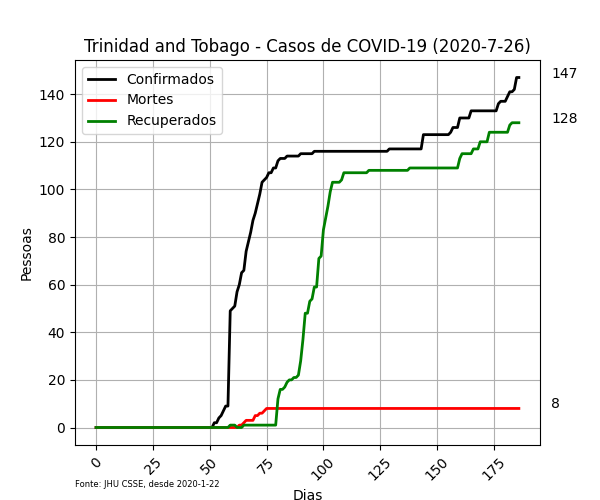 Trinidad and Tobago - Casos de COVID-19 (2020-7-26)
Confirmados
Mortes
Recuperados
147
128
8
Pessoas
140
120
100
80
60
40
20
0
0 25 50 75 100 125 150 175
Dias
Fonte: JHU CSSE, desde 2020-1-22